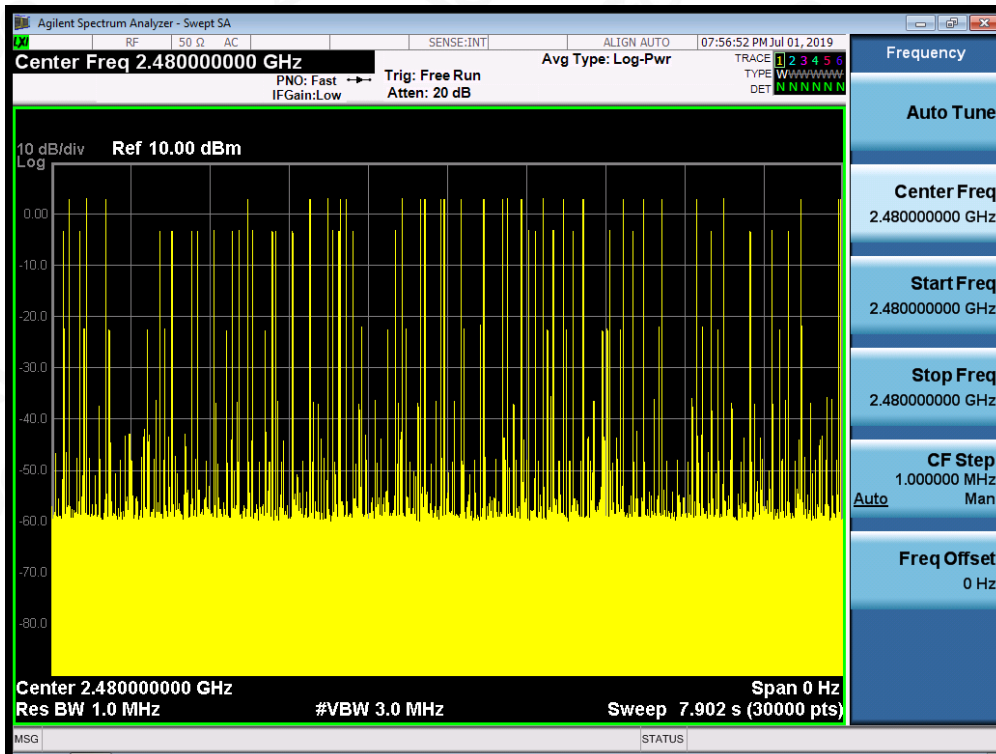 Agilent Spectrum Analyzer - Swept SA
LXI RF 50 Ω AC SENSE:INT ALIGN AUTO 07:56:52 PM Jul 01, 2019
Center Freq 2.480000000 GHz
PNO: Fast
IFGain:Low
Trig: Free Run
Atten: 20 dB
Avg Type: Log-Pwr
TRACE 1 2 3 4 5 6
TYPE WWWWWW
DET N N N N N N
10 dB/div Ref 10.00 dBm
Log
0.00
-10.0
-20.0
-30.0
-40.0
-50.0
-60.0
-70.0
-80.0
Center 2.480000000 GHz Span 0 Hz
Res BW 1.0 MHz #VBW 3.0 MHz Sweep 7.902 s (30000 pts)
MSG STATUS
Frequency
Auto Tune
Center Freq
2.480000000 GHz
Start Freq
2.480000000 GHz
Stop Freq
2.480000000 GHz
CF Step
1.000000 MHz
Auto Man
Freq Offset
0 Hz